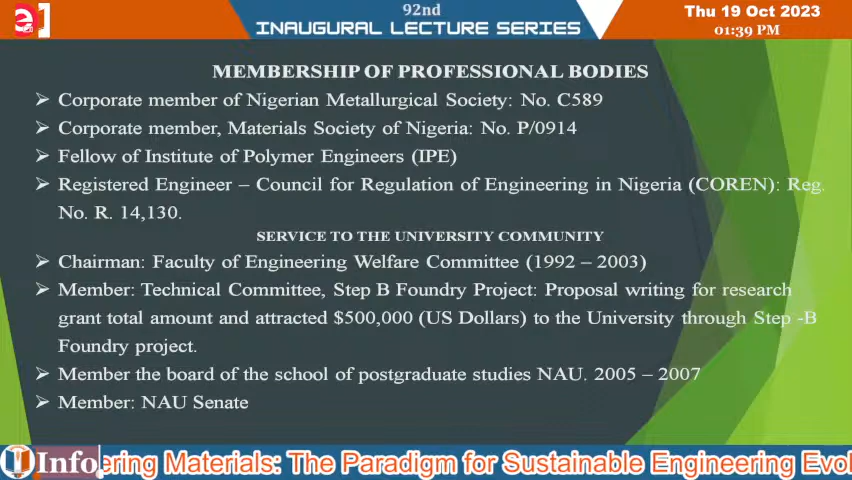 92nd
INAUGURAL LECTURE SERIES
Thu 19 Oct 2023
01:39 PM
MEMBERSHIP OF PROFESSIONAL BODIES
➢ Corporate member of Nigerian Metallurgical Society: No. C589
➢ Corporate member, Materials Society of Nigeria: No. P/0914
➢ Fellow of Institute of Polymer Engineers (IPE)
➢ Registered Engineer – Council for Regulation of Engineering in Nigeria (COREN): Reg.
No. R. 14,130.
SERVICE TO THE UNIVERSITY COMMUNITY
➢ Chairman: Faculty of Engineering Welfare Committee (1992 – 2003)
➢ Member: Technical Committee, Step B Foundry Project: Proposal writing for research
grant total amount and attracted $500,000 (US Dollars) to the University through Step -B
Foundry project.
➢ Member the board of the school of postgraduate studies NAU. 2005 – 2007
➢ Member: NAU Senate
Info
ering Materials: The Paradigm for Sustainable Engineering Evol